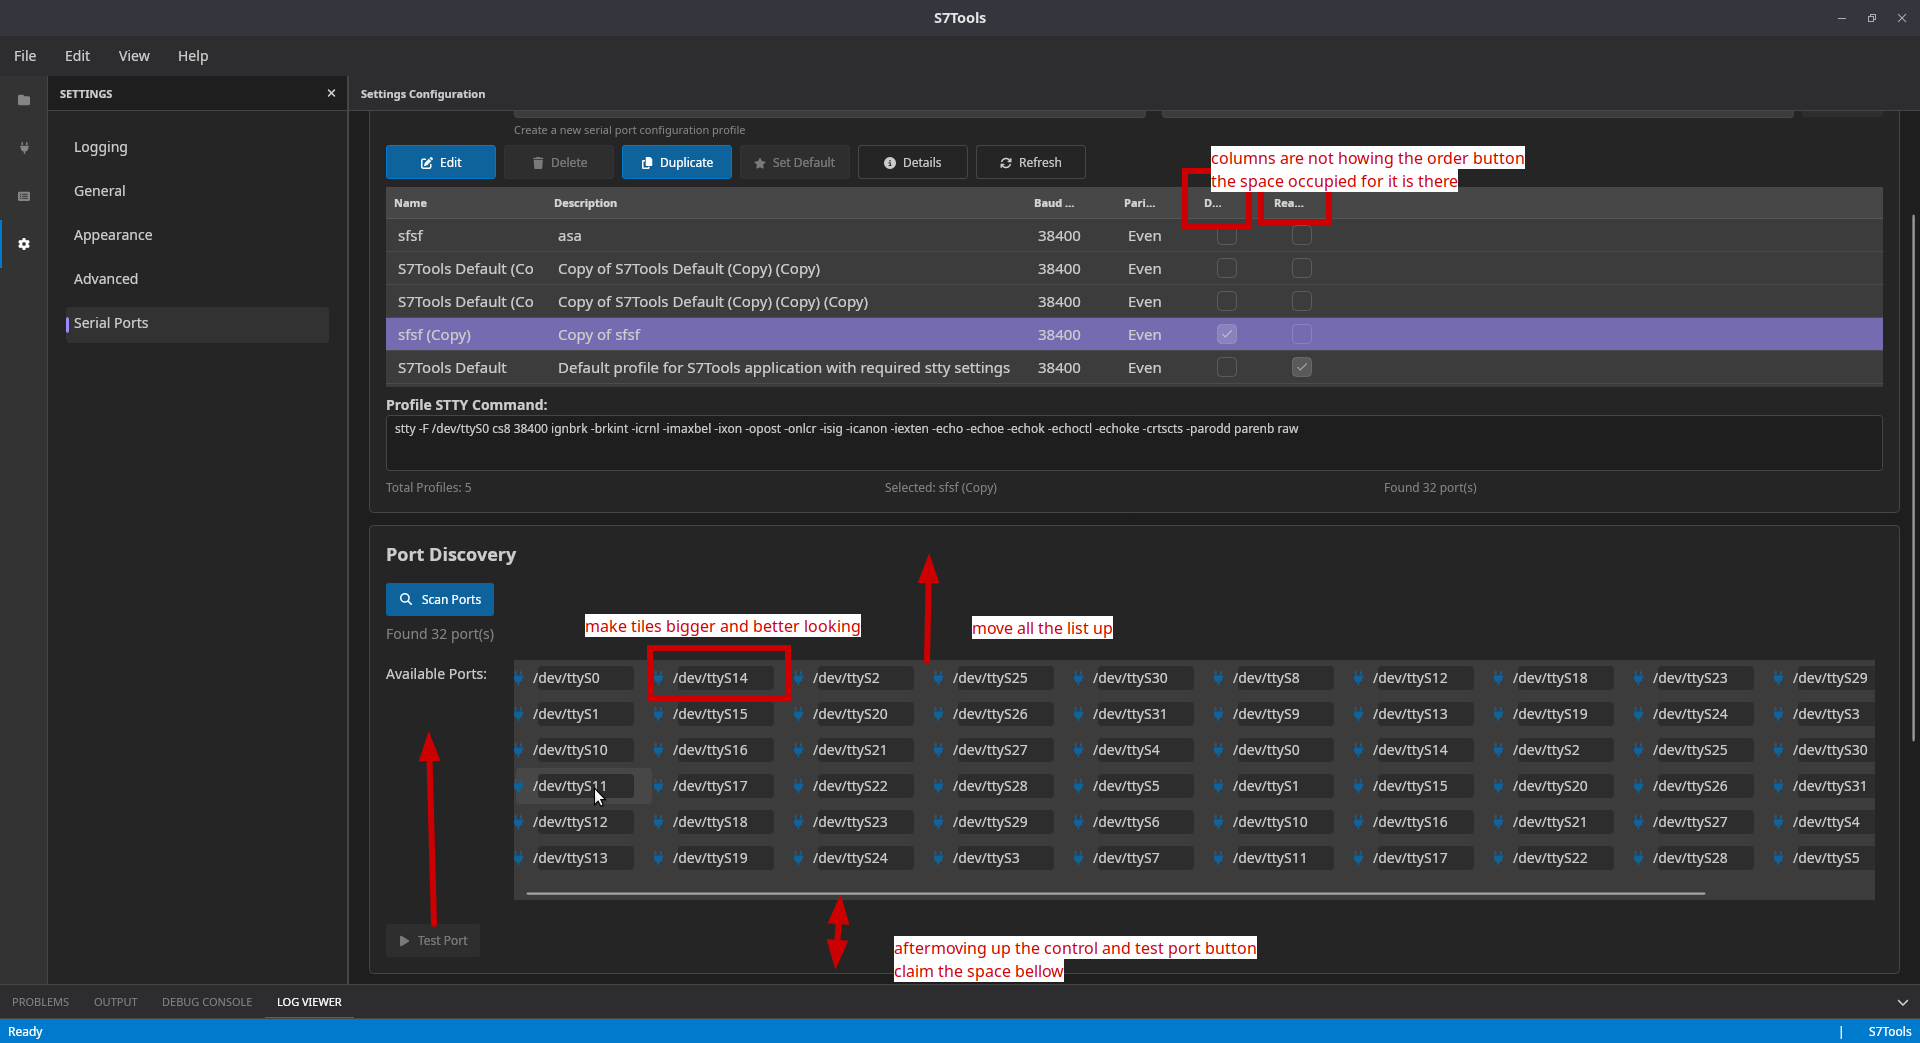 S7Tools
File Edit View Help
SETTINGS
Settings Configuration
Logging
General
Appearance
Advanced
Serial Ports
Create a new serial port configuration profile
Edit Delete Duplicate Set Default Details Refresh
columns are not howing the order button
the space occupied for it is there
Name Description Baud ... Pari... D... Rea...
sfsf asa 38400 Even
S7Tools Default (Co Copy of S7Tools Default (Copy) (Copy) 38400 Even
S7Tools Default (Co Copy of S7Tools Default (Copy) (Copy) (Copy) 38400 Even
sfsf (Copy) Copy of sfsf 38400 Even
S7Tools Default Default profile for S7Tools application with required stty settings 38400 Even
Profile STTY Command:
stty -F /dev/ttyS0 cs8 38400 ignbrk -brkint -icrnl -imaxbel -ixon -opost -onlcr -isig -icanon -iexten -echo -echoe -echok -echoctl -echoke -crtscts -parodd parenb raw
Total Profiles: 5 Selected: sfsf (Copy) Found 32 port(s)
Port Discovery
Scan Ports
make tiles bigger and better looking
move all the list up
Found 32 port(s)
Available Ports:
/dev/ttyS0 /dev/ttyS14 /dev/ttyS2 /dev/ttyS25 /dev/ttyS30 /dev/ttyS8 /dev/ttyS12 /dev/ttyS18 /dev/ttyS23 /dev/ttyS29
/dev/ttyS1 /dev/ttyS15 /dev/ttyS20 /dev/ttyS26 /dev/ttyS31 /dev/ttyS9 /dev/ttyS13 /dev/ttyS19 /dev/ttyS24 /dev/ttyS3
/dev/ttyS10 /dev/ttyS16 /dev/ttyS21 /dev/ttyS27 /dev/ttyS4 /dev/ttyS0 /dev/ttyS14 /dev/ttyS2 /dev/ttyS25 /dev/ttyS30
/dev/ttyS11 /dev/ttyS17 /dev/ttyS22 /dev/ttyS28 /dev/ttyS5 /dev/ttyS1 /dev/ttyS15 /dev/ttyS20 /dev/ttyS26 /dev/ttyS31
/dev/ttyS12 /dev/ttyS18 /dev/ttyS23 /dev/ttyS29 /dev/ttyS6 /dev/ttyS10 /dev/ttyS16 /dev/ttyS21 /dev/ttyS27 /dev/ttyS4
/dev/ttyS13 /dev/ttyS19 /dev/ttyS24 /dev/ttyS3 /dev/ttyS7 /dev/ttyS11 /dev/ttyS17 /dev/ttyS22 /dev/ttyS28 /dev/ttyS5
Test Port
aftermoving up the control and test port button
claim the space bellow
PROBLEMS OUTPUT DEBUG CONSOLE LOG VIEWER
Ready | S7Tools